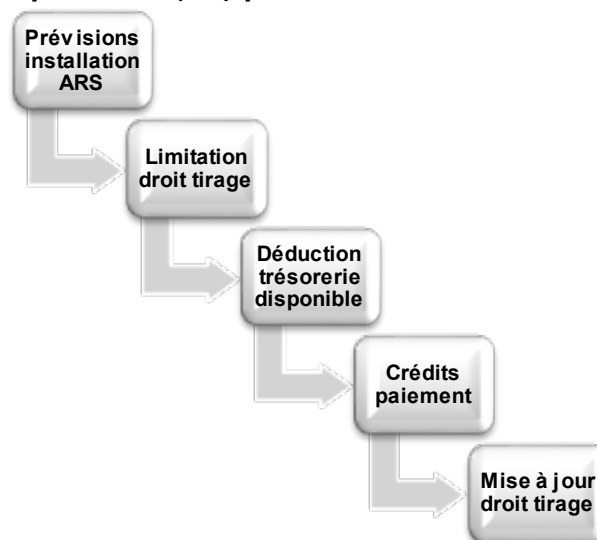 Prévisions
installation
ARS
Limitation
droit tirage
Déduction
trésorerie
disponible
Crédits
paiement
Mise à jour
droit tirage